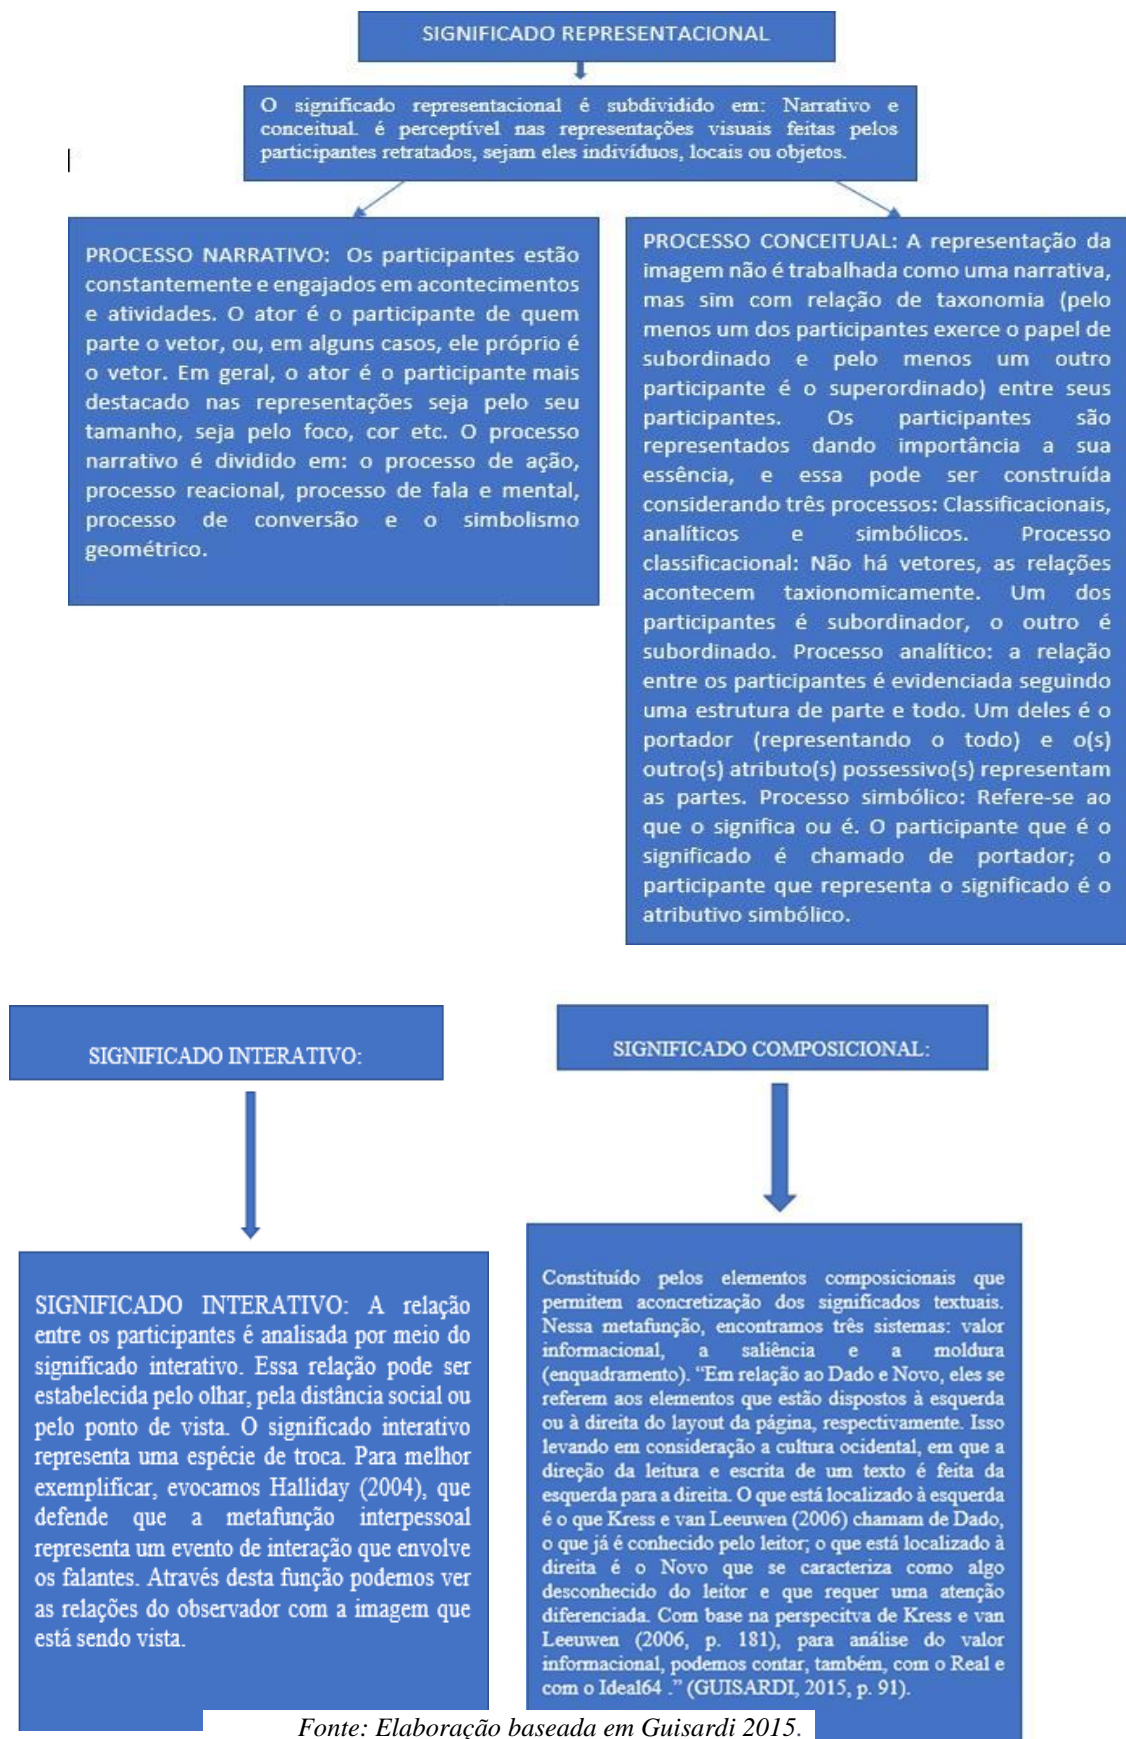 SIGNIFICADO REPRESENTACIONAL
O significado representacional é subdividido em: Narrativo e
conceitual. é perceptível nas representações visuais feitas pelos
participantes retratados, sejam eles indivíduos, locais ou objetos.
PROCESSO NARRATIVO: Os participantes estão
constantemente e engajados em acontecimentos
e atividades. O ator é o participante de quem
parte o vetor, ou, em alguns casos, ele próprio é
o vetor. Em geral, o ator é o participante mais
destacado nas representações seja pelo seu
tamanho, seja pelo foco, cor etc. O processo
narrativo é dividido em: o processo de ação,
processo reacional, processo de fala e mental,
processo de conversão e o simbolismo
geométrico.
PROCESSO CONCEITUAL: A representação da
imagem não é trabalhada como uma narrativa,
mas sim com relação de taxonomia (pelo
menos um dos participantes exerce o papel de
subordinado e pelo menos um outro
participante é o superordinado) entre seus
participantes. Os participantes são
representados dando importância a sua
essência, e essa pode ser construída
considerando três processos: Classificacionais,
analíticos e simbólicos. Processo
classificacional: Não há vetores, as relações
acontecem taxionomicamente. Um dos
participantes é subordinador, o outro é
subordinado. Processo analítico: a relação
entre os participantes é evidenciada seguindo
uma estrutura de parte e todo. Um deles é o
portador (representando o todo) e o(s)
outro(s) atributo(s) possessivo(s) representam
as partes. Processo simbólico: Refere-se ao
que o significa ou é. O participante que é o
significado é chamado de portador; o
participante que representa o significado é o
atributivo simbólico.
SIGNIFICADO INTERATIVO:
SIGNIFICADO INTERATIVO: A relação
entre os participantes é analisada por meio do
significado interativo. Essa relação pode ser
estabelecida pelo olhar, pela distância social ou
pelo ponto de vista. O significado interativo
representa uma espécie de troca. Para melhor
exemplificar, evocamos Halliday (2004), que
defende que a metafunção interpessoal
representa um evento de interação que envolve
os falantes. Através desta função podemos ver
as relações do observador com a imagem que
está sendo vista.
SIGNIFICADO COMPOSICIONAL:
Constituído pelos elementos composicionais que
permitem aconcretização dos significados textuais.
Nessa metafunção, encontramos três sistemas: valor
informacional, a saliência e a moldura
(enquadramento). “Em relação ao Dado e Novo, eles se
referem aos elementos que estão dispostos à esquerda
ou à direita do layout da página, respectivamente. Isso
levando em consideração a cultura ocidental, em que a
direção da leitura e escrita de um texto é feita da
esquerda para a direita. O que está localizado à esquerda
é o que Kress e van Leeuwen (2006) chamam de Dado,
o que já é conhecido pelo leitor; o que está localizado à
direita é o Novo que se caracteriza como algo
desconhecido do leitor e que requer uma atenção
diferenciada. Com base na perspecitva de Kress e van
Leeuwen (2006, p. 181), para análise do valor
informacional, podemos contar, também, com o Real e
com o Ideal64 .” (GUISARDI, 2015, p. 91).
Fonte: Elaboração baseada em Guisardi 2015.